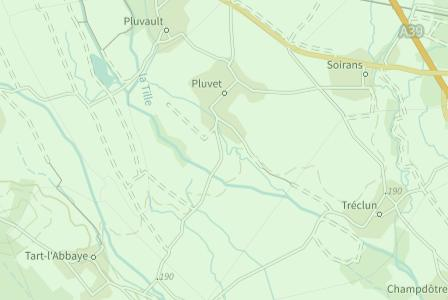 Pluvault
A39
Soirans
Pluvet
la Tille
190
Tréclun
Tart-l'Abbaye
190
Champdôtre